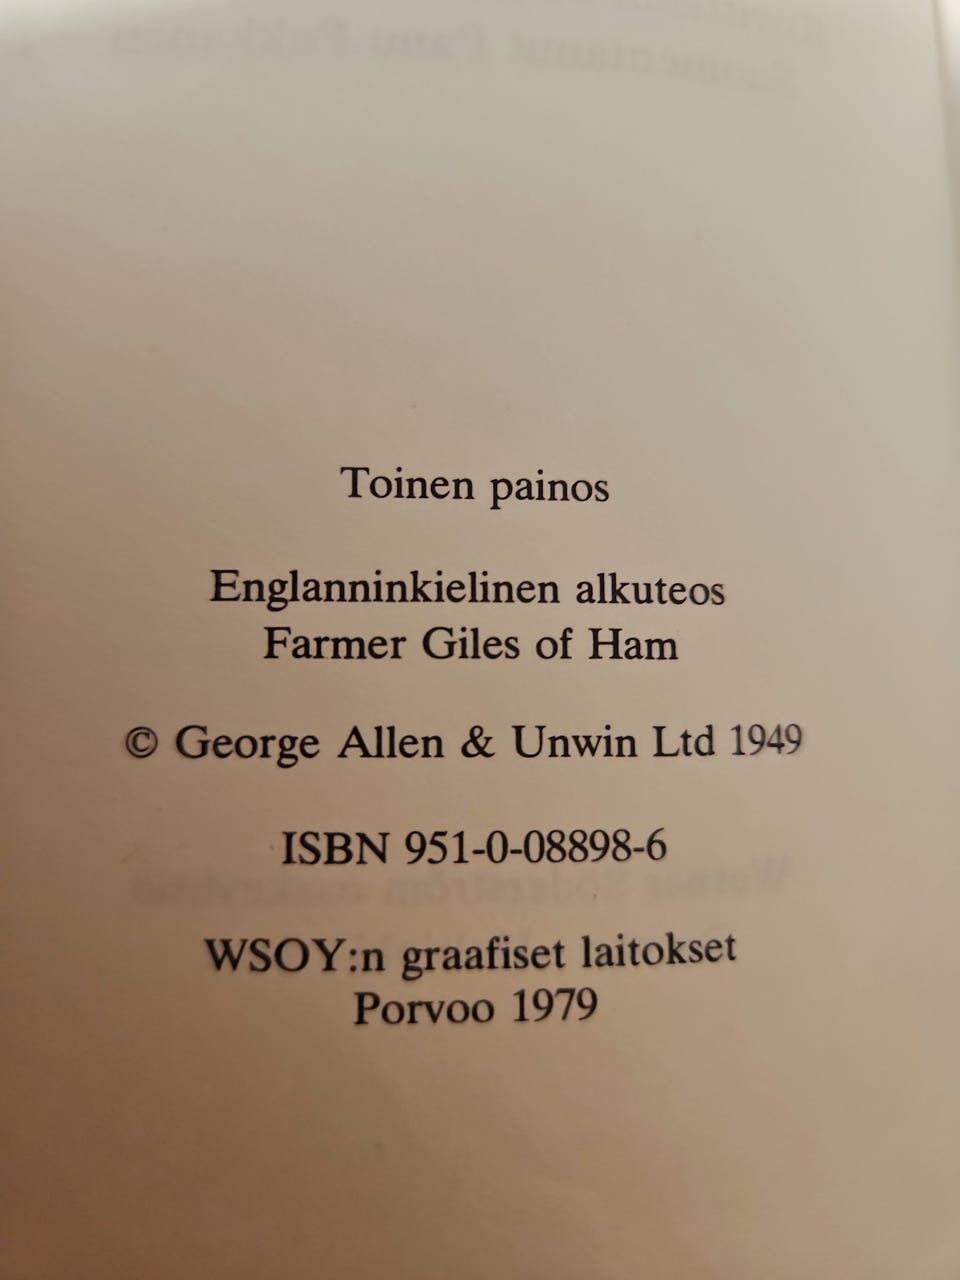 Toinen painos
Englanninkielinen alkuteos
Farmer Giles of Ham
© George Allen & Unwin Ltd 1949
ISBN 951-0-08898-6
WSOY:n graafiset laitokset
Porvoo 1979